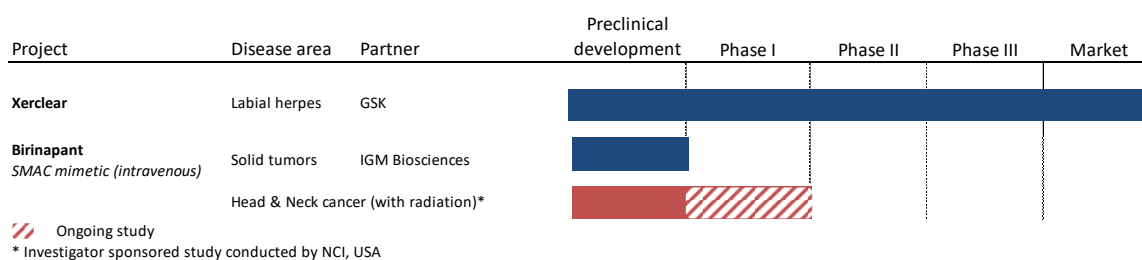 Preclinical
Project Disease area Partner development Phase I Phase II Phase III Market
Xerclear Labial herpes GSK
Birinapant
SMAC mimetic (intravenous) Solid tumors IGM Biosciences
Head & Neck cancer (with radiation)*
Ongoing study
* Investigator sponsored study conducted by NCI, USA